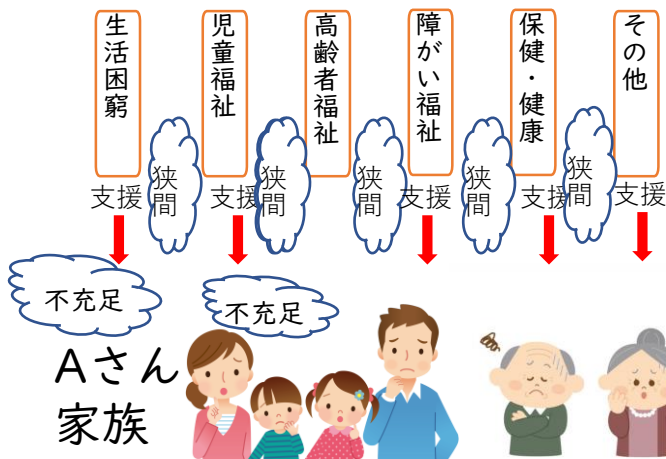 生活困窮
児童福祉
高齢者福祉
障がい福祉
保健・健康
その他
狭間
狭間
狭間
狭間
狭間
支援
支援
支援
支援
支援
不充足
不充足
Aさん
家族